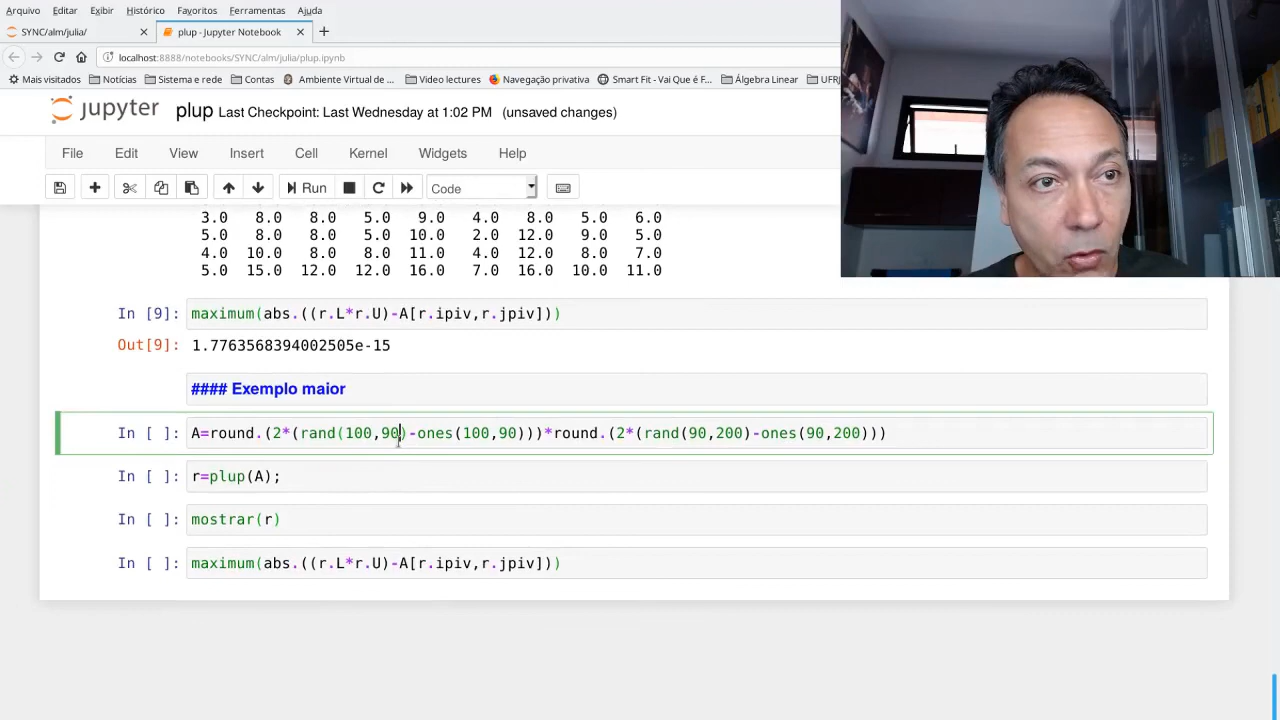 Arquivo Editar Exibir Histórico Favoritos Ferramentas Ajuda
SYNC/alm/julia/ × plup - Jupyter Notebook × +
localhost:8888/notebooks/SYNC/alm/julia/plup.ipynb
Mais visitados Notícias Sistema e rede Contas Ambiente Virtual de ... Video lectures Navegação privativa Smart Fit - Vai Que é F... Álgebra Linear UFRJ
jupyter plup Last Checkpoint: Last Wednesday at 1:02 PM (unsaved changes)
File Edit View Insert Cell Kernel Widgets Help
Run Code
3.0 8.0 8.0 5.0 9.0 4.0 8.0 5.0 6.0
5.0 8.0 8.0 5.0 10.0 2.0 12.0 9.0 5.0
4.0 10.0 8.0 8.0 11.0 4.0 12.0 8.0 7.0
5.0 15.0 12.0 12.0 16.0 7.0 16.0 10.0 11.0
In [9]: maximum(abs.((r.L*r.U)-A[r.ipiv,r.jpiv]))
Out[9]: 1.7763568394002505e-15
#### Exemplo maior
In [ ]: A=round.(2*(rand(100,90)-ones(100,90)))*round.(2*(rand(90,200)-ones(90,200)))
In [ ]: r=plup(A);
In [ ]: mostrar(r)
In [ ]: maximum(abs.((r.L*r.U)-A[r.ipiv,r.jpiv]))